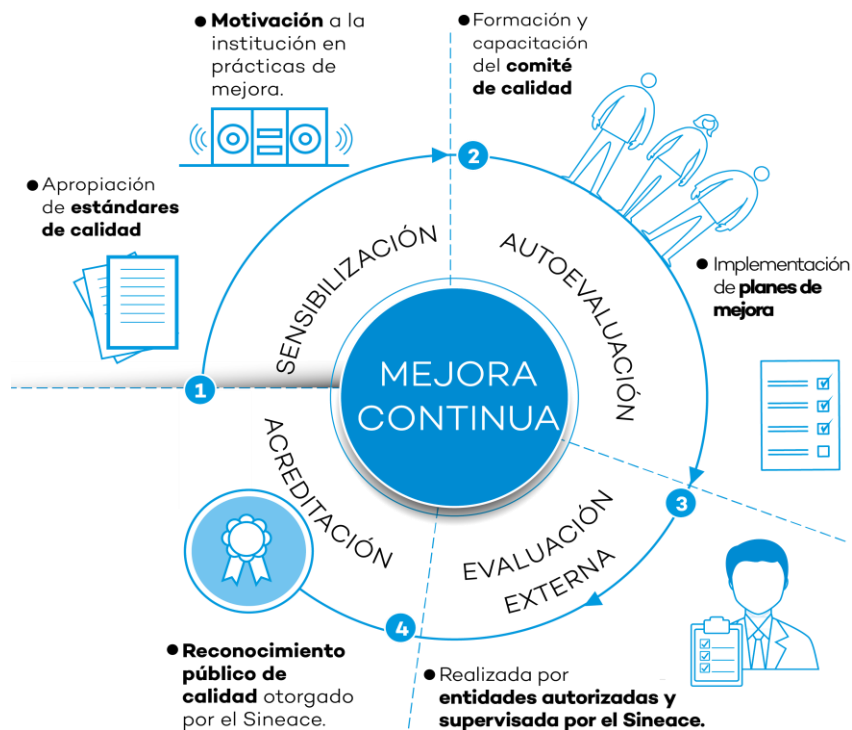 ● Motivación a la
institución en
prácticas de
mejora.
● Formación y
capacitación
del comité
de calidad
● Apropiación
de estándares
de calidad
2
SENSIBILIZACIÓN
AUTOEVALUACIÓN
● Implementación
de planes de
mejora
1
MEJORA
CONTINUA
ACREDITACIÓN
EVALUACIÓN
EXTERNA
3
4
● Reconocimiento
público de
calidad otorgado
por el Sineace.
● Realizada por
entidades autorizadas y
supervisada por el Sineace.